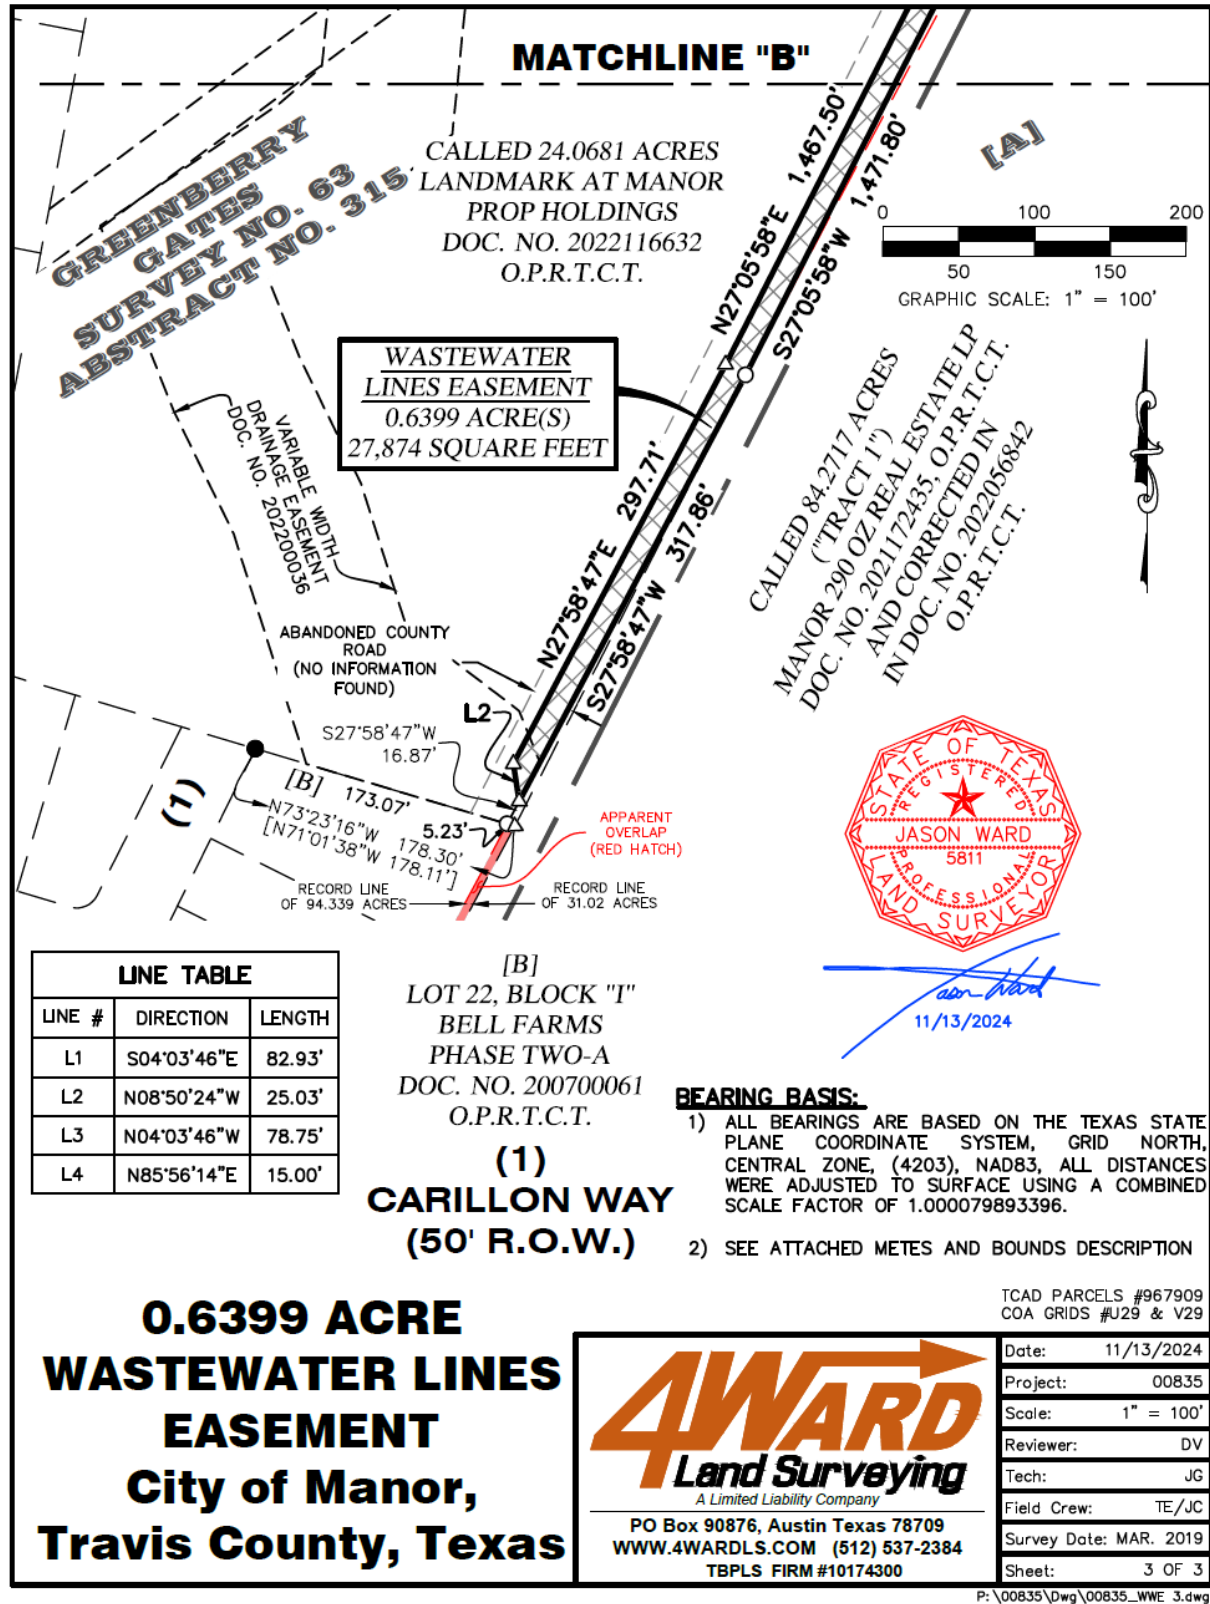 MATCHLINE "B"
GREENBERRY
GATES
SURVEY NO. 63
ABSTRACT NO. 315
CALLED 24.0681 ACRES
LANDMARK AT MANOR
PROP HOLDINGS
DOC. NO. 2022116632
O.P.R.T.C.T.
1,467.50'
N27°05'58"E
1,471.80'
S27°05'58"W
[A]
0 100 200
50 150
GRAPHIC SCALE: 1" = 100'
WASTEWATER
LINES EASEMENT
0.6399 ACRE(S)
27,874 SQUARE FEET
CALLED 84.2717 ACRES
("TRACT 1")
MANOR 290 OZ REAL ESTATE LP
DOC. NO. 2021172435, O.P.R.T.C.T.
AND CORRECTED IN
IN DOC. NO. 2022056842
O.P.R.T.C.T.
VARIABLE WIDTH
DRAINAGE EASEMENT
DOC. NO. 202200036
297.71'
N27°58'47"E
317.86'
S27°58'47"W
ABANDONED COUNTY
ROAD
(NO INFORMATION
FOUND)
L2
S27°58'47"W
16.87'
(1)
[B] 173.07'
N73°23'16"W 178.30'
[N71°01'38"W 178.11']
5.23'
APPARENT
OVERLAP
(RED HATCH)
RECORD LINE
OF 94.339 ACRES
RECORD LINE
OF 31.02 ACRES
STATE OF TEXAS
REGISTERED
JASON WARD
5811
PROFESSIONAL
LAND SURVEYOR
Jason Ward
11/13/2024
LINE TABLE
LINE # DIRECTION LENGTH
L1 S04°03'46"E 82.93'
L2 N08°50'24"W 25.03'
L3 N04°03'46"W 78.75'
L4 N85°56'14"E 15.00'
[B]
LOT 22, BLOCK "I"
BELL FARMS
PHASE TWO-A
DOC. NO. 200700061
O.P.R.T.C.T.
(1)
CARILLON WAY
(50' R.O.W.)
BEARING BASIS:
1) ALL BEARINGS ARE BASED ON THE TEXAS STATE
PLANE COORDINATE SYSTEM, GRID NORTH,
CENTRAL ZONE, (4203), NAD83, ALL DISTANCES
WERE ADJUSTED TO SURFACE USING A COMBINED
SCALE FACTOR OF 1.000079893396.
2) SEE ATTACHED METES AND BOUNDS DESCRIPTION
TCAD PARCELS #967909
COA GRIDS #U29 & V29
0.6399 ACRE
WASTEWATER LINES
EASEMENT
City of Manor,
Travis County, Texas
4WARD
Land Surveying
A Limited Liability Company
PO Box 90876, Austin Texas 78709
WWW.4WARDLS.COM (512) 537-2384
TBPLS FIRM #10174300
Date: 11/13/2024
Project: 00835
Scale: 1" = 100'
Reviewer: DV
Tech: JG
Field Crew: TE/JC
Survey Date: MAR. 2019
Sheet: 3 OF 3
P:\00835\Dwg\00835_WWE 3.dwg